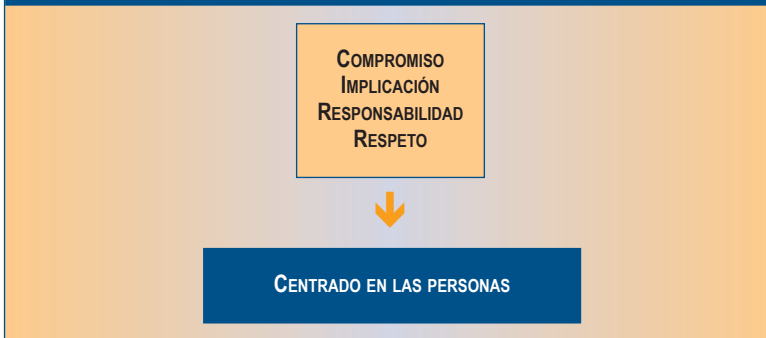 COMPROMISO
IMPLICACIÓN
RESPONSABILIDAD
RESPETO
CENTRADO EN LAS PERSONAS